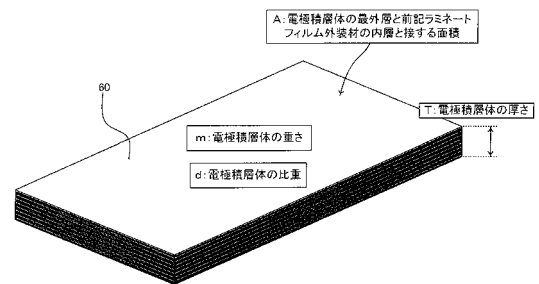 A：電極積層体の最外層と前記ラミネート
フィルム外装材の内層と接する面積
60
T：電極積層体の厚さ
m：電極積層体の重さ
d：電極積層体の比重